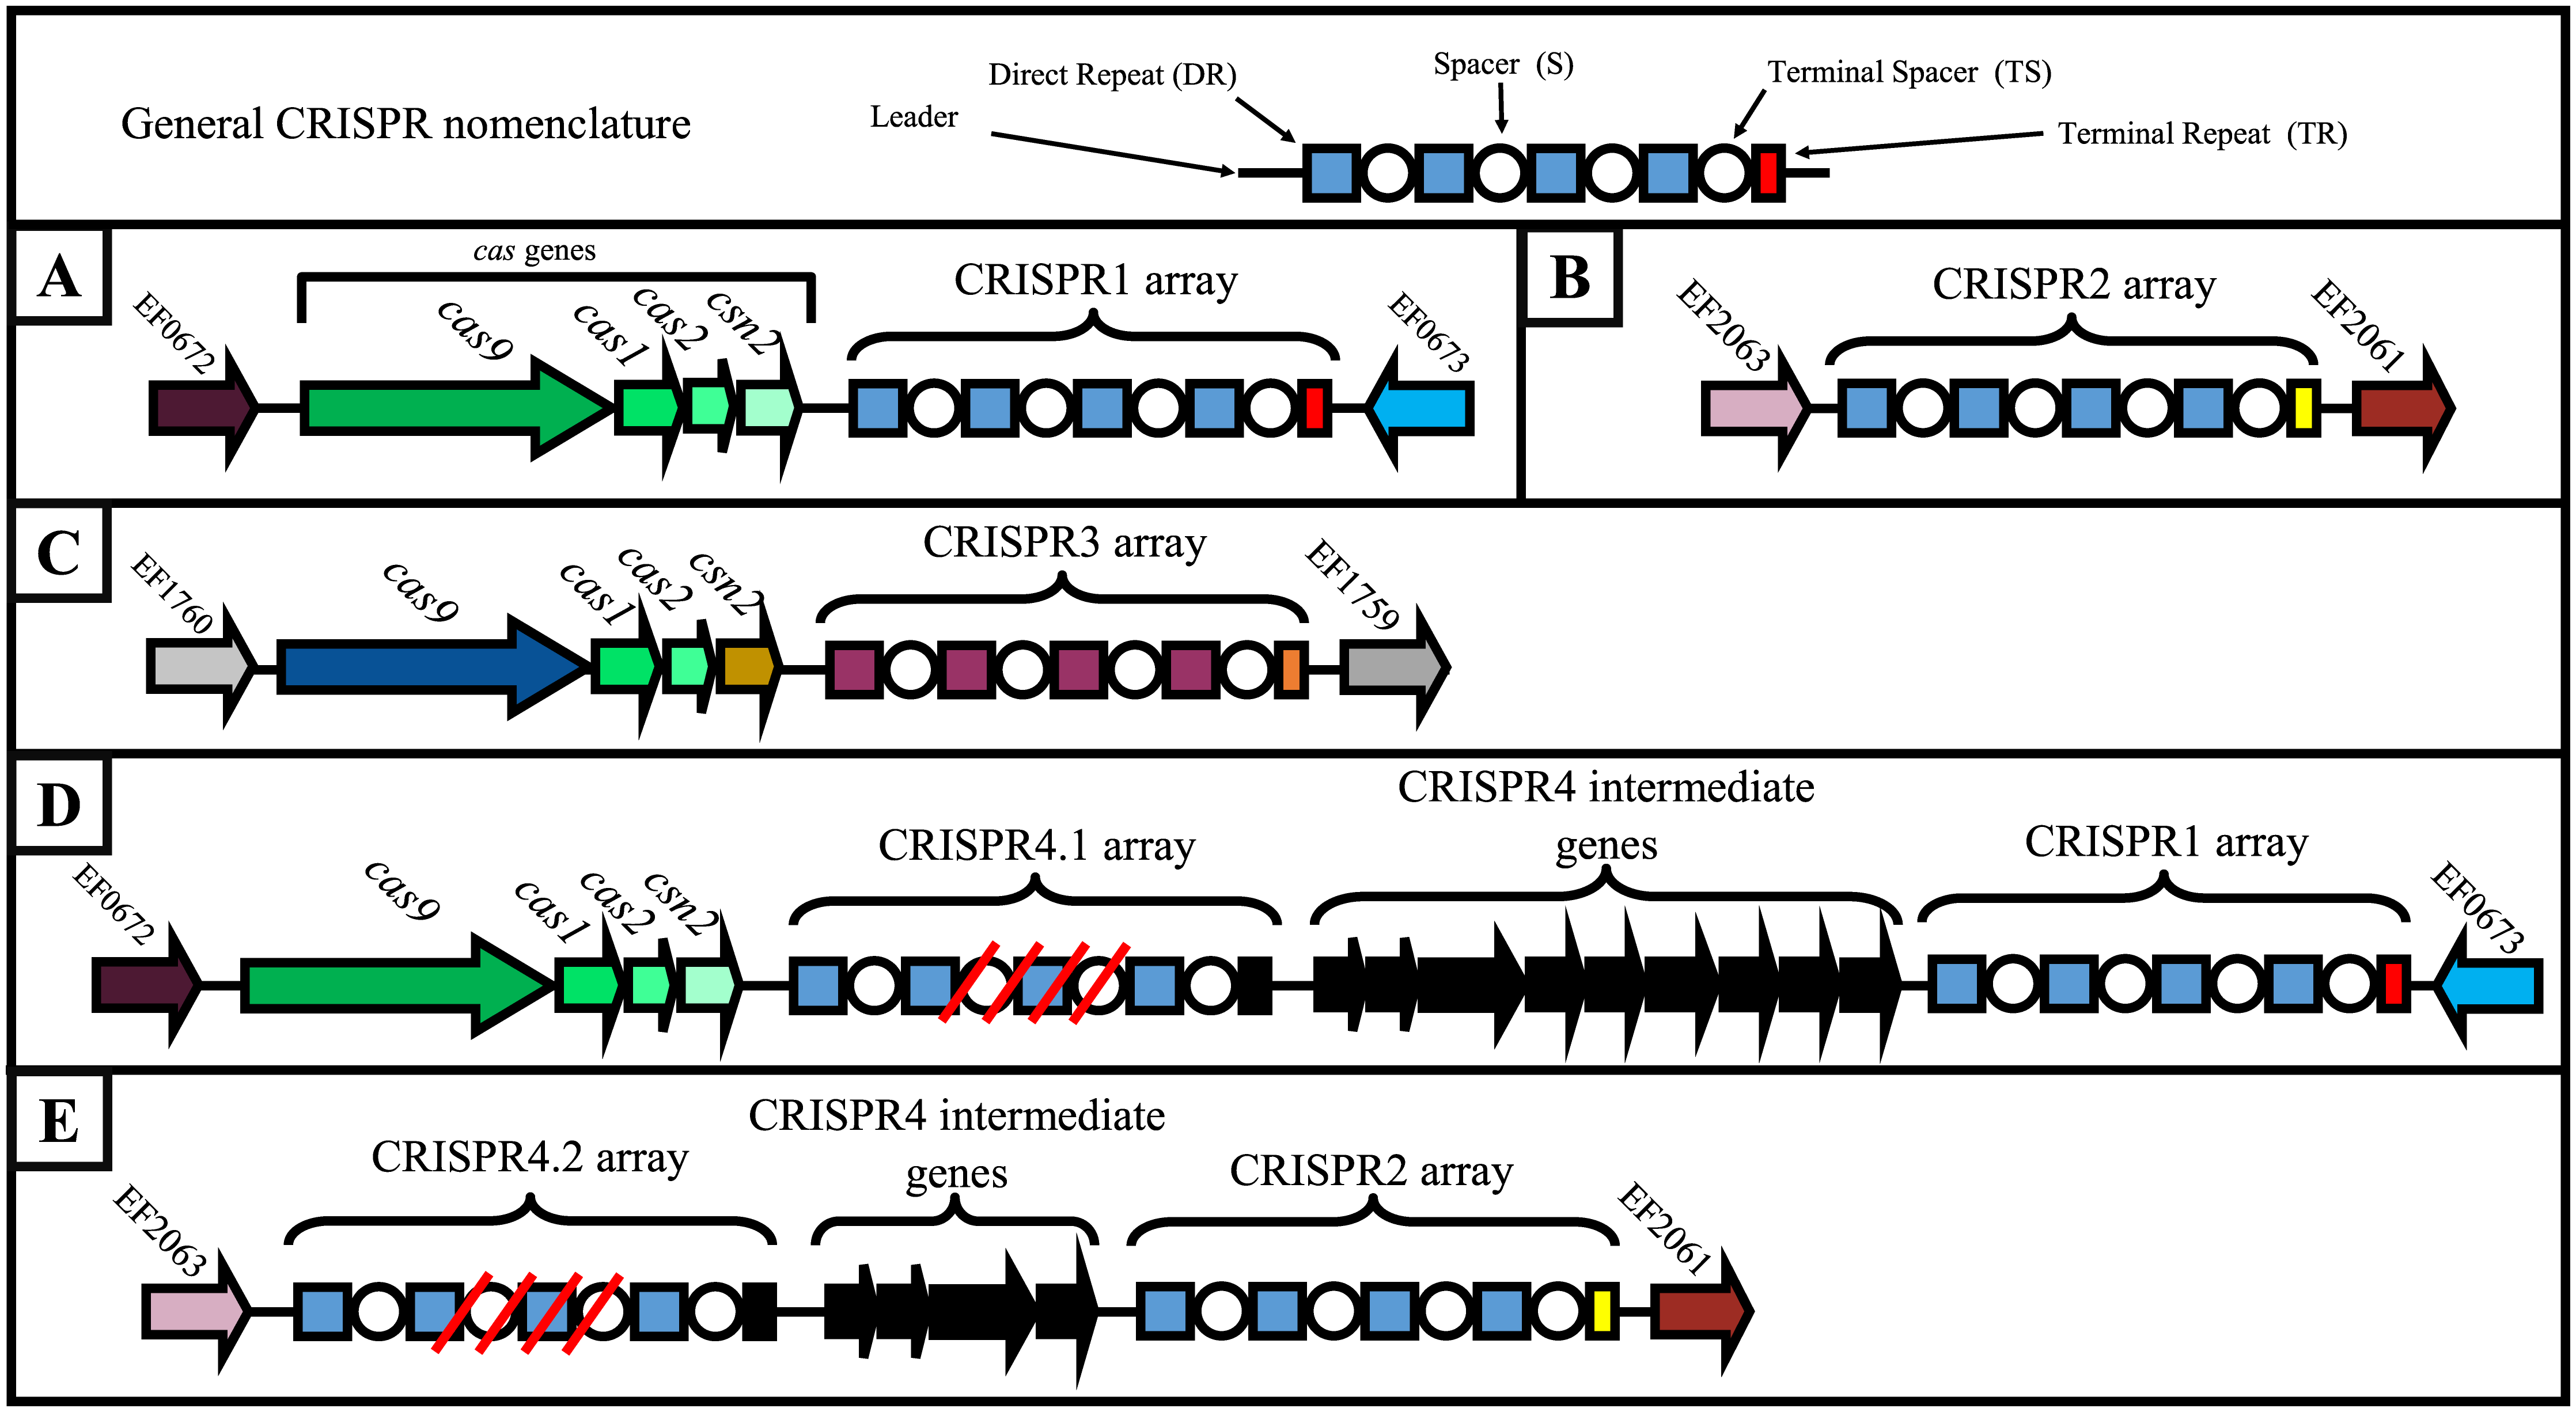 General CRISPR nomenclature
Leader
Direct Repeat (DR)
Spacer (S)
Terminal Spacer (TS)
Terminal Repeat (TR)
A
cas genes
EF0672
cas9
cas1
cas2
csn2
CRISPR1 array
EF0673
B
EF2063
CRISPR2 array
EF2061
C
EF1760
cas9
cas1
cas2
csn2
CRISPR3 array
EF1759
D
EF0672
cas9
cas1
cas2
csn2
CRISPR4.1 array
CRISPR4 intermediate
genes
CRISPR1 array
EF0673
E
EF2063
CRISPR4.2 array
CRISPR4 intermediate
genes
CRISPR2 array
EF2061